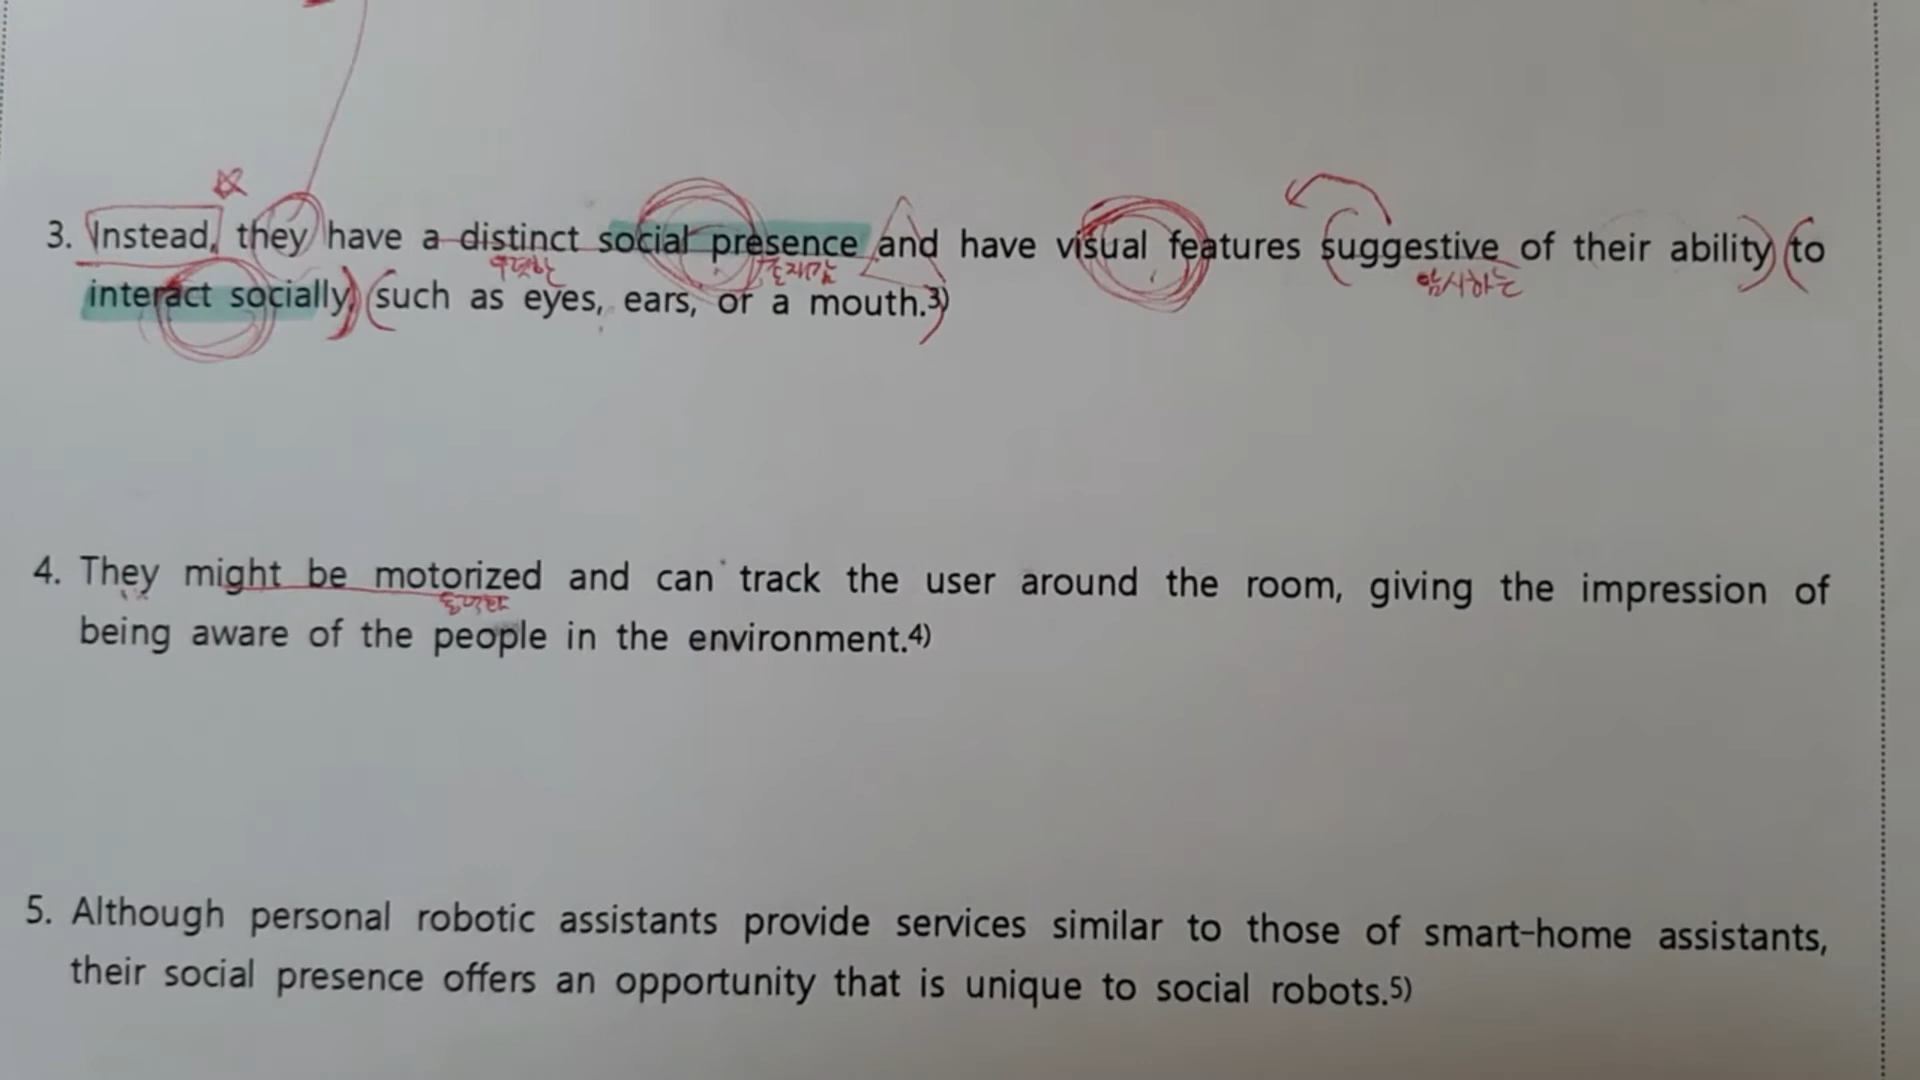 3. Instead, they have a distinct social presence and have visual features suggestive of their ability to
뚜렷한 존재감 암시하는
interact socially, such as eyes, ears, or a mouth.3)
4. They might be motorized and can track the user around the room, giving the impression of
being aware of the people in the environment.4)
5. Although personal robotic assistants provide services similar to those of smart-home assistants,
their social presence offers an opportunity that is unique to social robots.5)